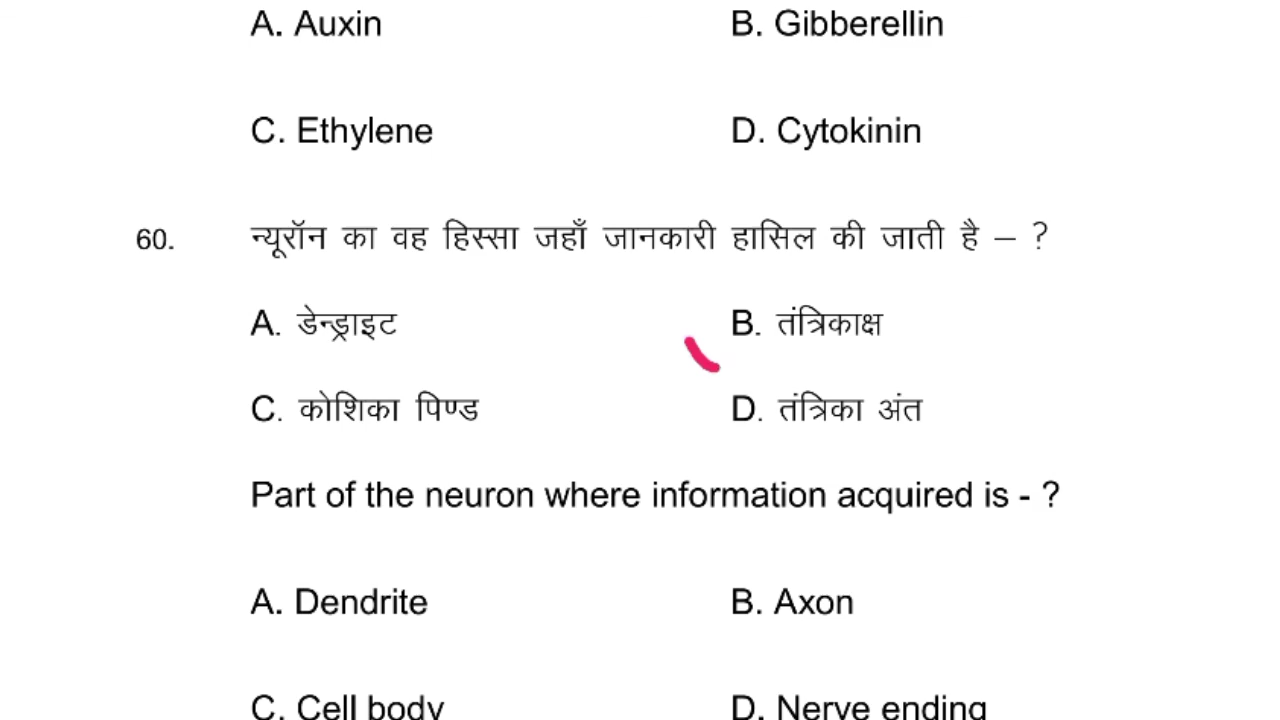 A. Auxin B. Gibberellin
C. Ethylene D. Cytokinin
60. न्यूरॉन का वह हिस्सा जहाँ जानकारी हासिल की जाती है – ?
A. डेन्ड्राइट B. तंत्रिकाक्ष
C. कोशिका पिण्ड D. तंत्रिका अंत
Part of the neuron where information acquired is - ?
A. Dendrite B. Axon
C. Cell body D. Nerve ending